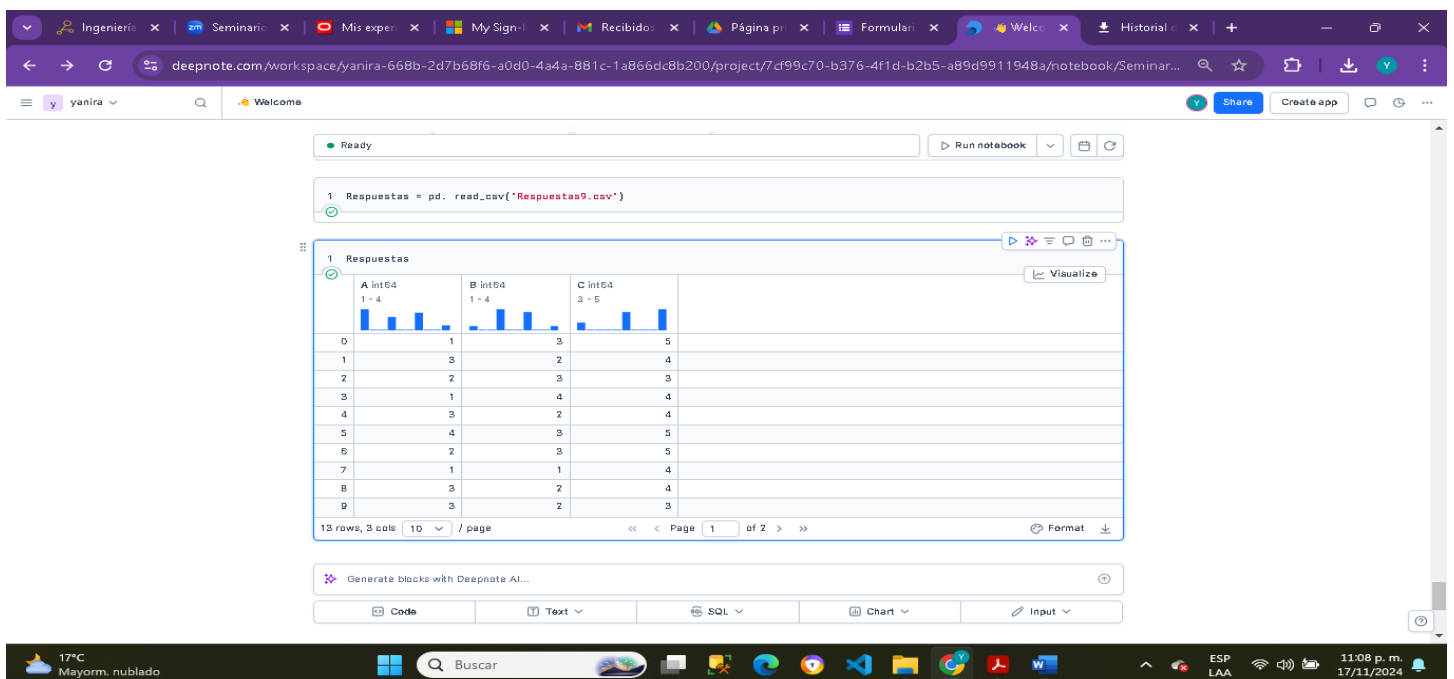 Ingeniería
Seminario
Mis exper
My Sign-I
Recibidos
Página pr
Formulari
Welco
Historial
deepnote.com/workspace/yanira-668b-2d7b68f6-a0d0-4a4a-881c-1a866dc8b200/project/7cf99c70-b376-4f1d-b2b5-a89d9911948a/notebook/Seminar...
Y
y yanira
Welcome
Y
Share
Create app
Ready
Run notebook
1 Respuestas = pd. read_csv("Respuestas9.csv")
1 Respuestas
Visualize
A int64 B int64 C int64
1 - 4 1 - 4 3 - 5
0 1 3 5
1 3 2 4
2 2 3 3
3 1 4 4
4 3 2 4
5 4 3 5
6 2 3 5
7 1 1 4
8 3 2 4
9 3 2 3
13 rows, 3 cols 10 / page
Page 1 of 2
Format
Generate blocks with Deepnote AI...
Code Text SQL Chart Input
17°C
Mayorm. nublado
Buscar
ESP
LAA
11:08 p. m.
17/11/2024